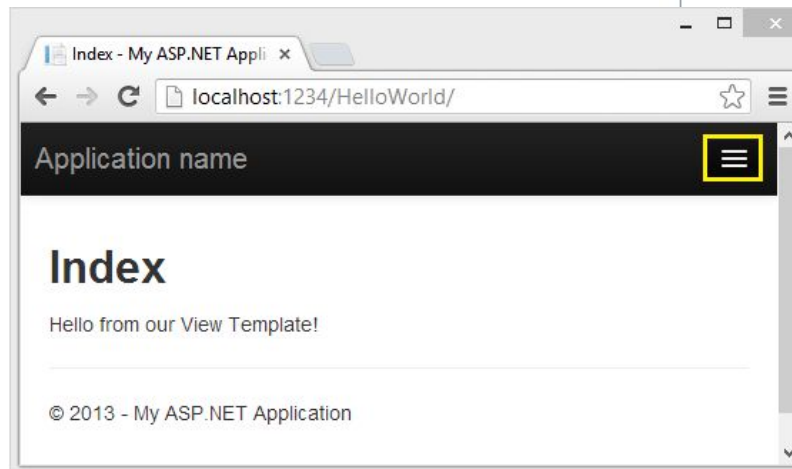 Index - My ASP.NET Appli
localhost:1234/HelloWorld/
Application name
Index
Hello from our View Template!
© 2013 - My ASP.NET Application